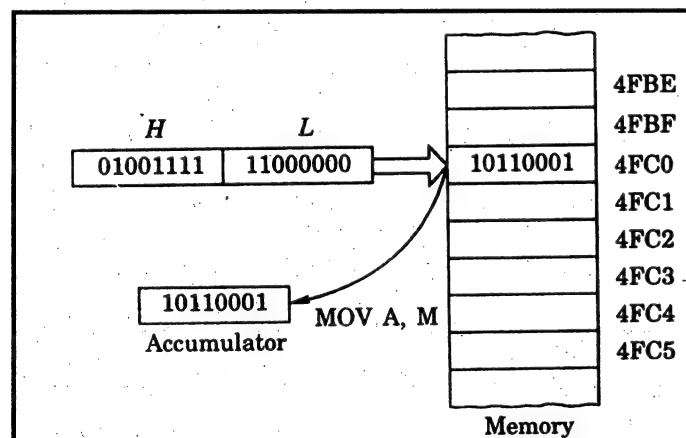 4FBE
4FBF
H L
01001111 11000000
10110001
4FC0
4FC1
4FC2
4FC3
4FC4
4FC5
10110001
MOV A, M
Accumulator
Memory